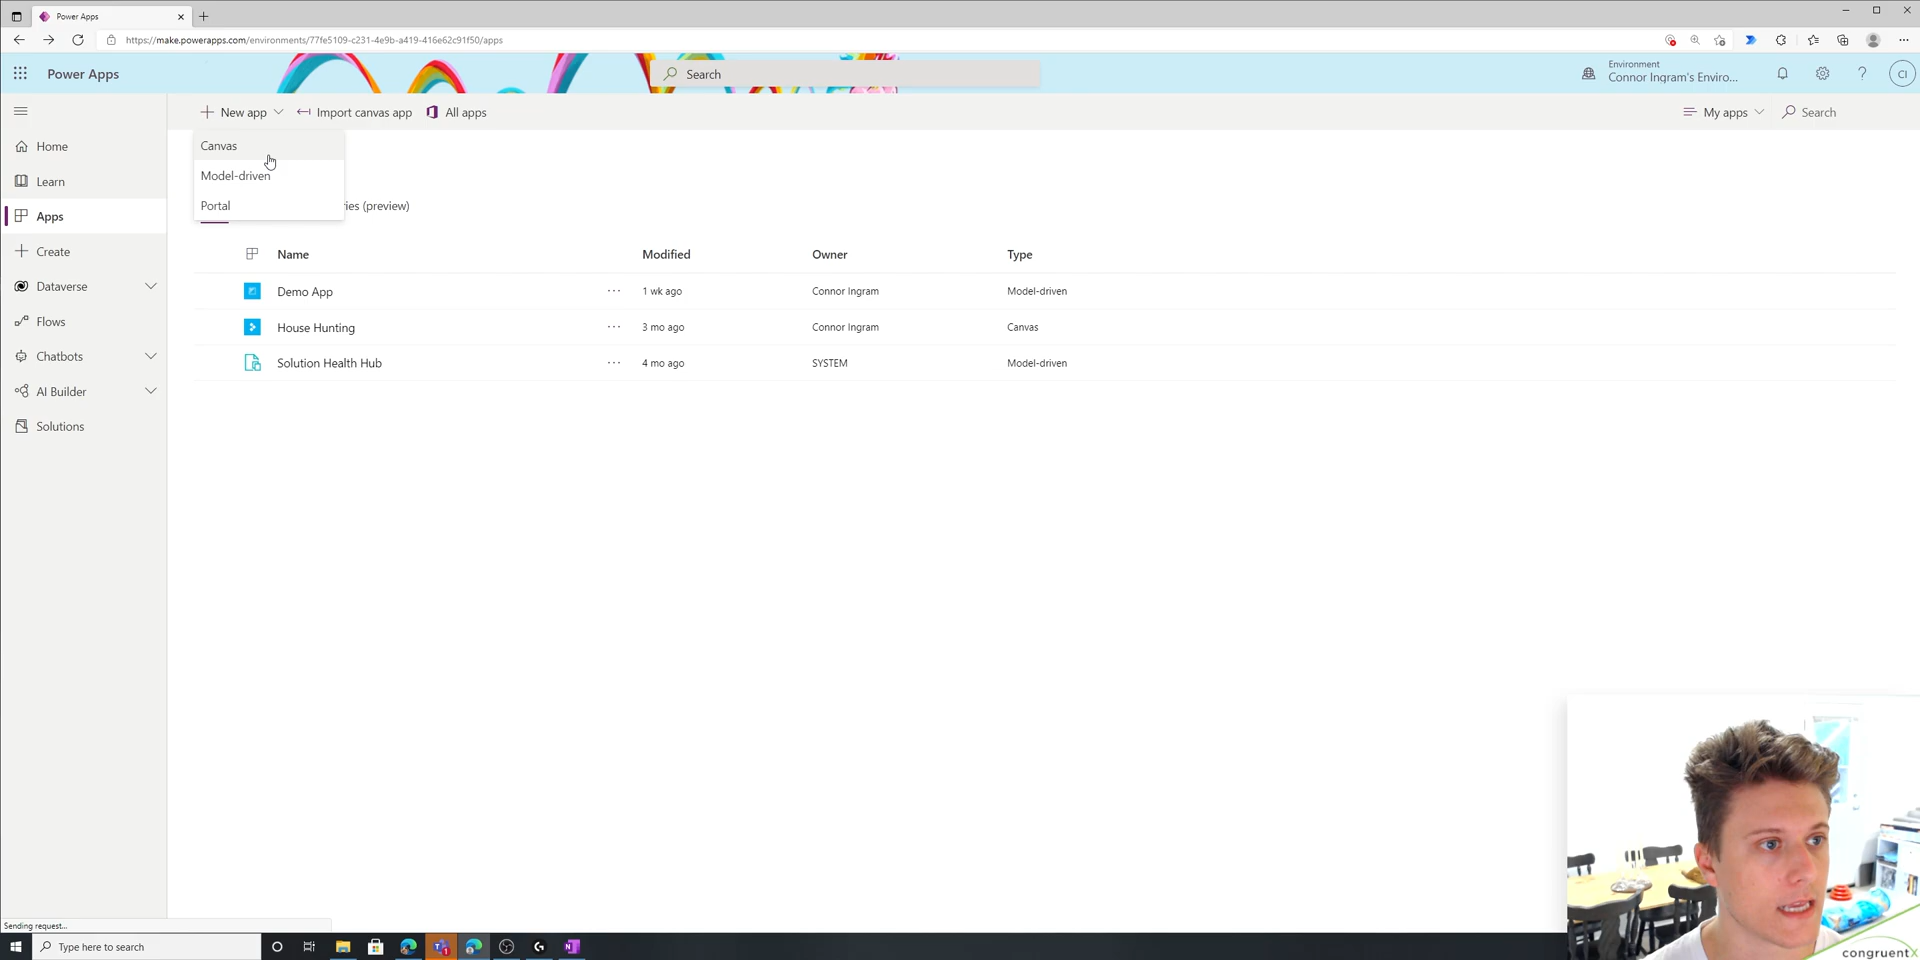 Power Apps
https://make.powerapps.com/environments/77fe5109-c231-4e9b-a419-416e62c91f50/apps
Power Apps
Search
Environment
Connor Ingram's Enviro...
CI
New app
Import canvas app
All apps
My apps
Search
Home
Learn
Apps
Create
Dataverse
Flows
Chatbots
AI Builder
Solutions
Canvas
Model-driven
Portal
ries (preview)
Name Modified Owner Type
Demo App ... 1 wk ago Connor Ingram Model-driven
House Hunting ... 3 mo ago Connor Ingram Canvas
Solution Health Hub ... 4 mo ago SYSTEM Model-driven
Sending request...
Type here to search
congruentX